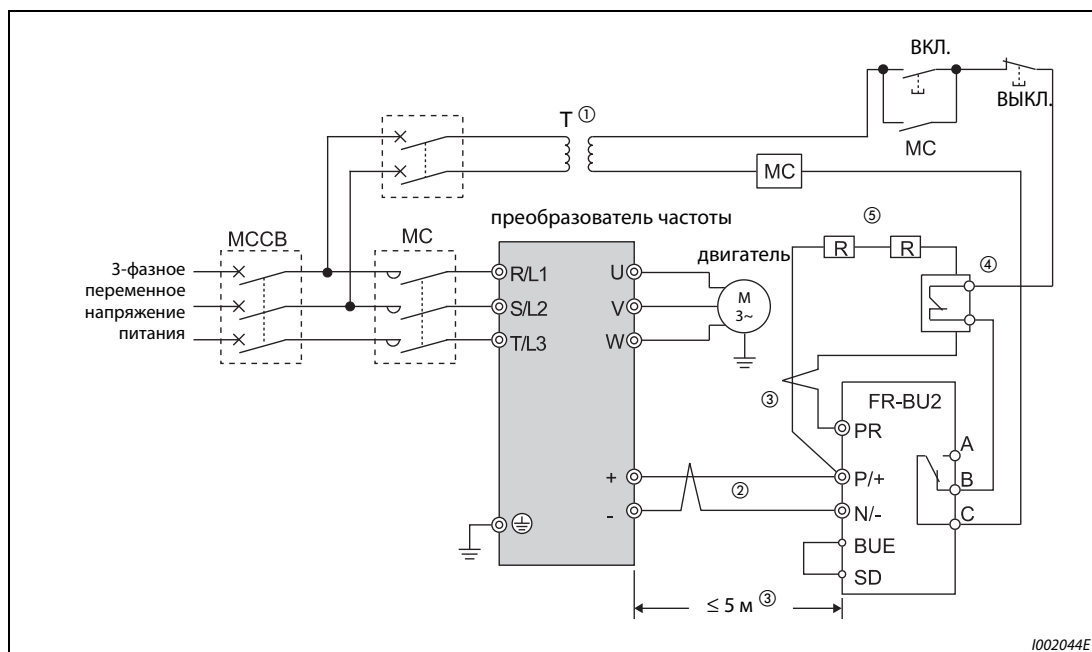 ВКЛ.
ВЫКЛ.
MC
T ①
MC
преобразователь частоты
MCCB
MC
3-фазное
переменное
напряжение
питания
R/L1
S/L2
T/L3
U
V
W
двигатель
M
3~
⑤
R
R
④
③
FR-BU2
PR
P/+
N/-
BUE
SD
A
B
C
+
-
②
≤ 5 м ③
I002044E